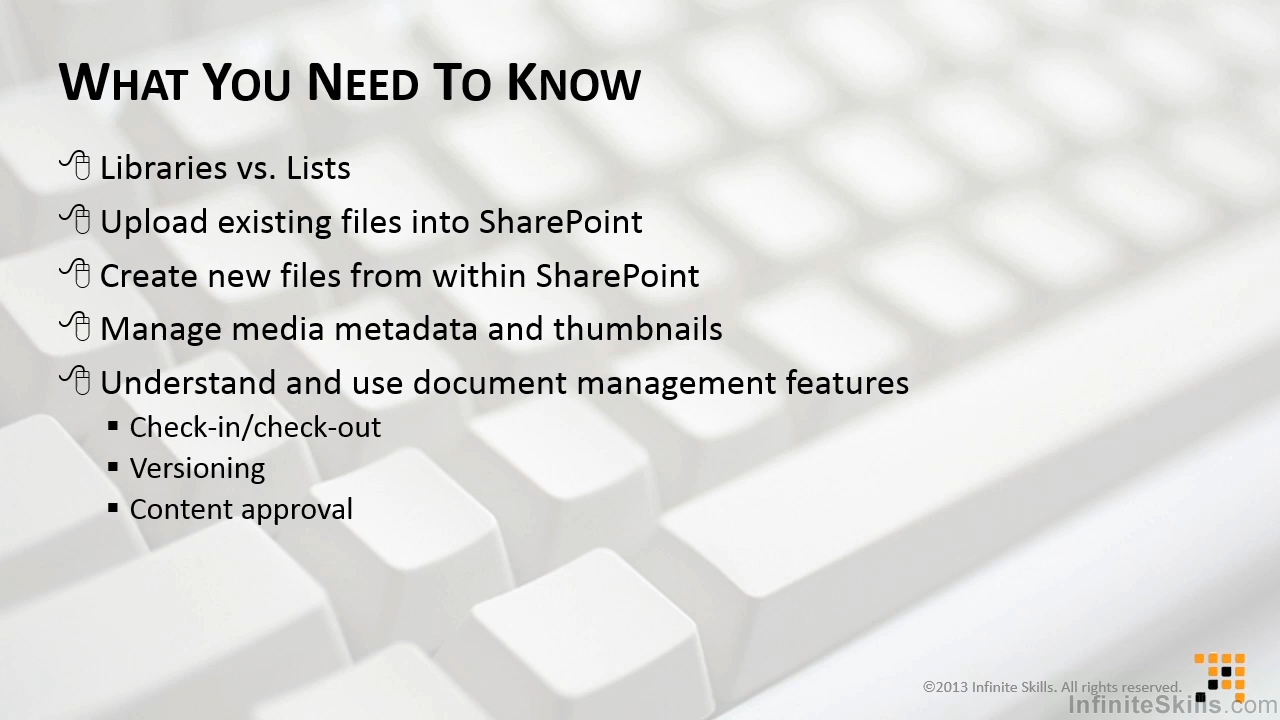 WHAT YOU NEED TO KNOW
Libraries vs. Lists
Upload existing files into SharePoint
Create new files from within SharePoint
Manage media metadata and thumbnails
Understand and use document management features
Check-in/check-out
Versioning
Content approval
©2013 Infinite Skills. All rights reserved.
InfiniteSkills.com